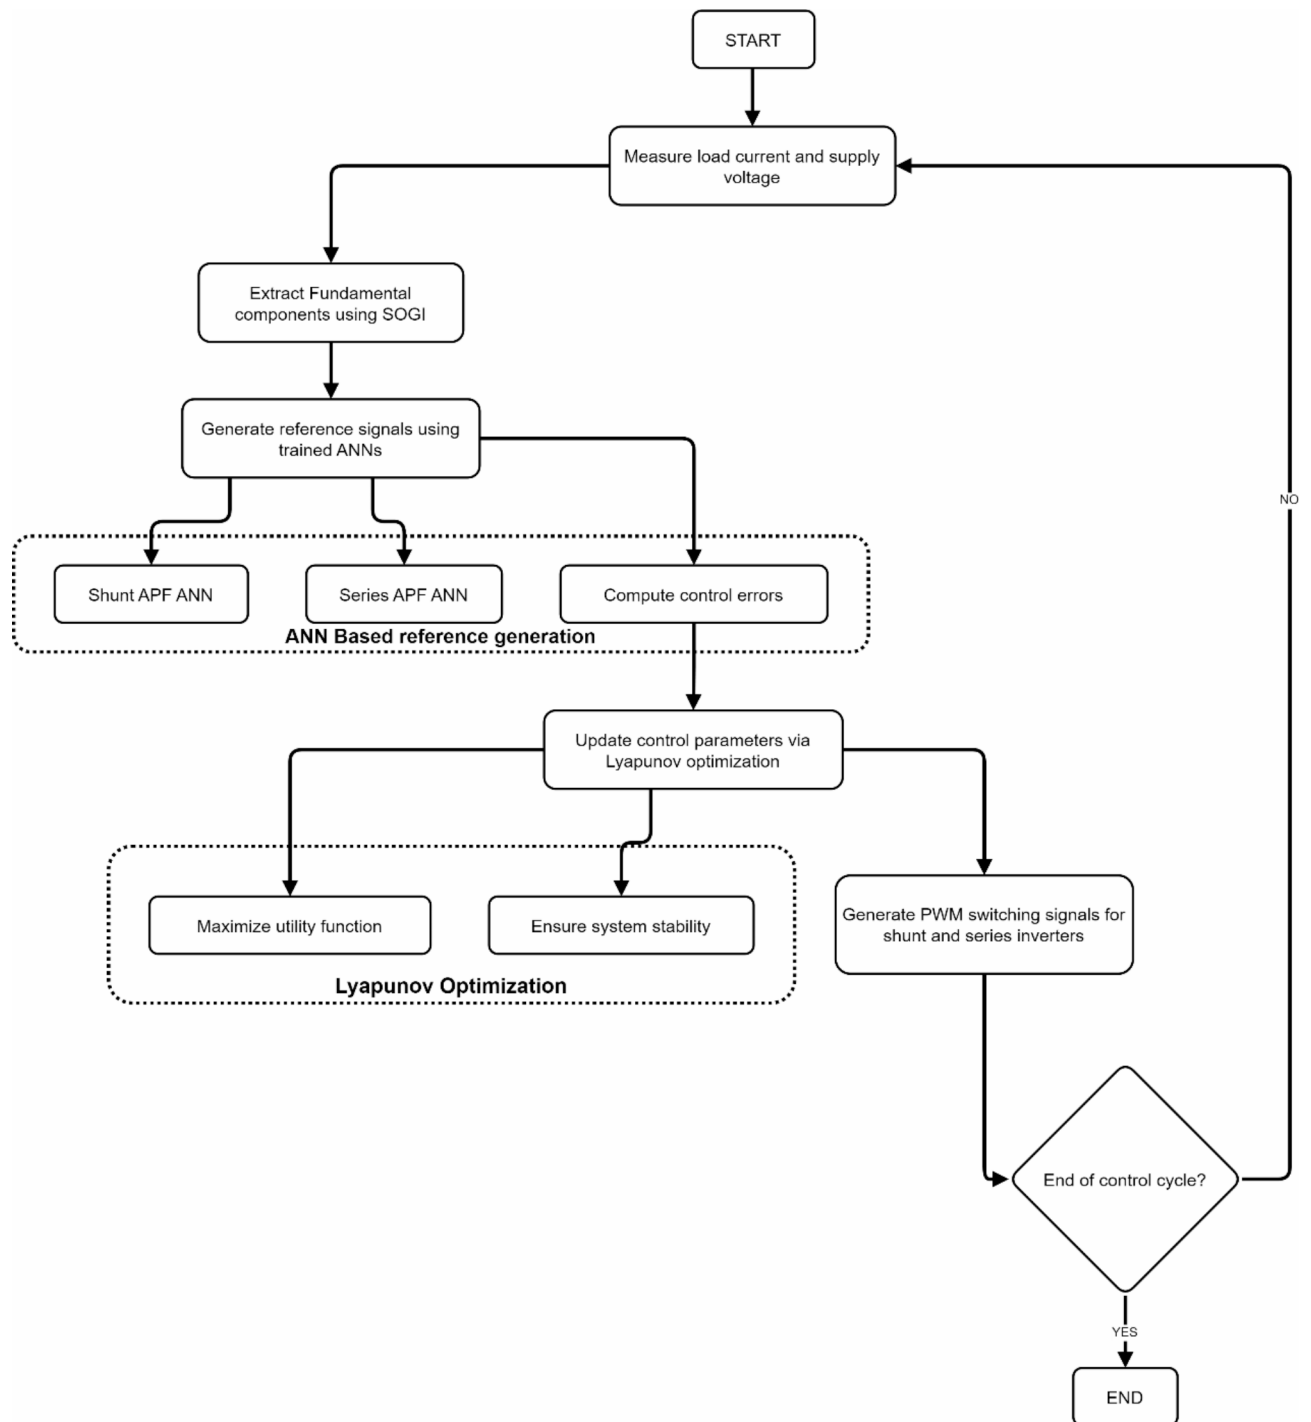 START
Measure load current and supply
voltage
Extract Fundamental
components using SOGI
Generate reference signals using
trained ANNs
NO
Shunt APF ANN
Series APF ANN
Compute control errors
ANN Based reference generation
Update control parameters via
Lyapunov optimization
Maximize utility function
Ensure system stability
Generate PWM switching signals for
shunt and series inverters
Lyapunov Optimization
End of control cycle?
YES
END